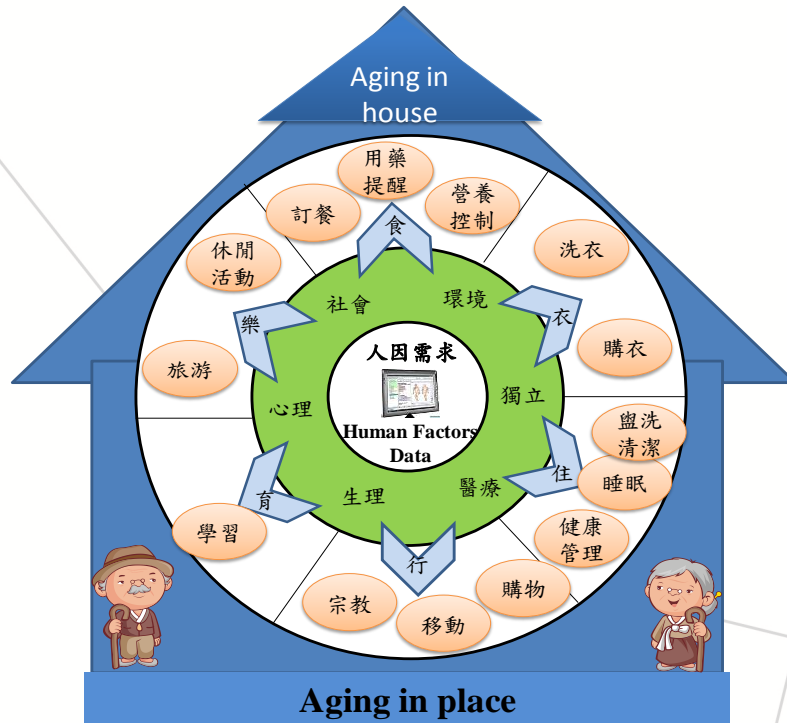 Aging in
house
用藥
提醒
訂餐
營養
控制
食
休閒
活動
洗衣
社會
環境
樂
衣
人因需求
購衣
旅游
心理
獨立
Human Factors
Data
盥洗
清潔
住
睡眠
育
生理
醫療
學習
健康
管理
行
購物
宗教
移動
Aging in place